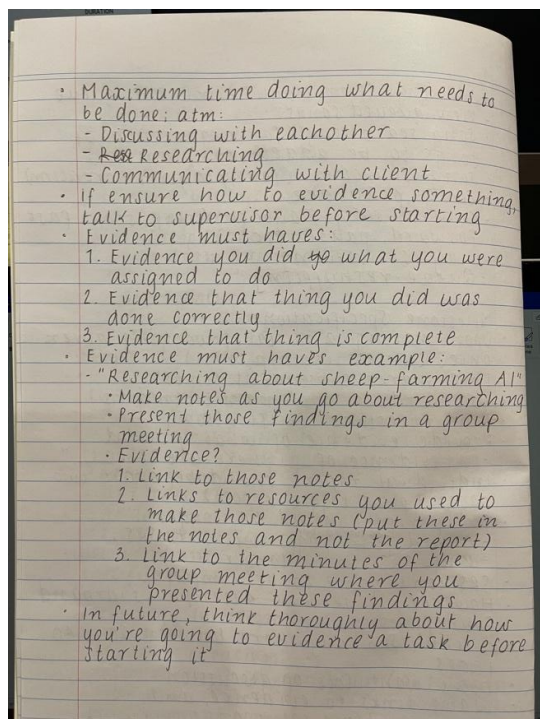 • Maximum time doing what needs to
be done; atm:
- Discussing with eachother
- Res Researching
- Communicating with client
• If ensure how to evidence something,
talk to supervisor before starting
• Evidence must haves:
1. Evidence you did yo what you were
assigned to do
2. Evidence that thing you did was
done correctly
3. Evidence that thing is complete
• Evidence must haves example:
- "Researching about sheep-farming AI"
• Make notes as you go about researching
• Present those findings in a group
meeting
• Evidence?
1. Link to those notes
2. Links to resources you used to
make those notes (put these in
the notes and not the report)
3. Link to the minutes of the
group meeting where you
presented these findings
• In future, think thoroughly about how
you're going to evidence a task before
starting it